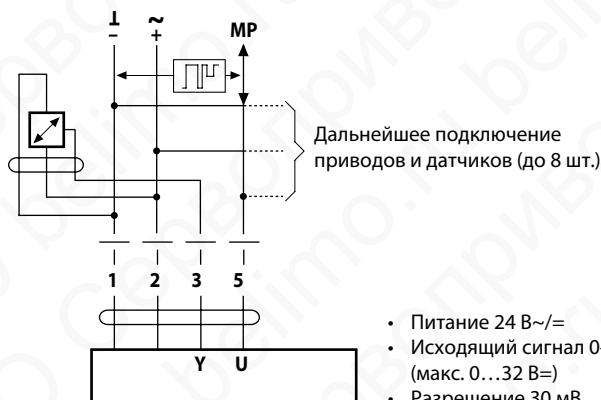 ⊥ ~
– + MP
Дальнейшее подключение
приводов и датчиков (до 8 шт.)
1 2 3 5
Y U
• Питание 24 В~/=
• Исходящий сигнал 0
(макс. 0…32 В=)
• Разрешение 30 мВ